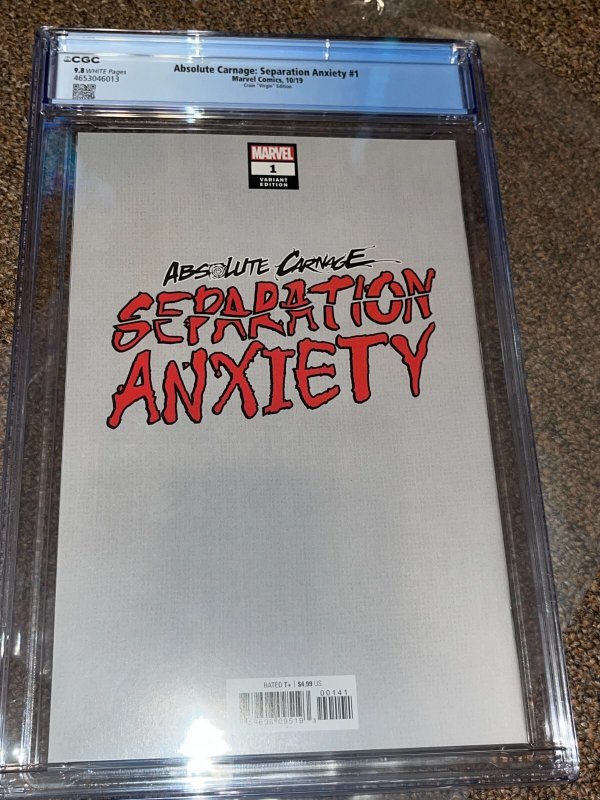 CGC
9.8 WHITE Pages
4653046013
Absolute Carnage: Separation Anxiety #1
Marvel Comics, 10/19
Crain "Virgin" Edition
MARVEL
1
VARIANT
EDITION
ABSOLUTE CARNAGE
SEPARATION
ANXIETY
RATED T+ | $4.99 US
00141